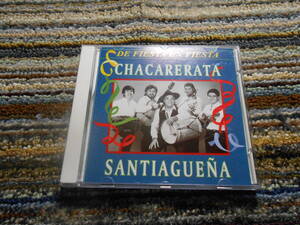 DE FIESTA EN FIESTA
CHACARERATA
SANTIAGUEÑA